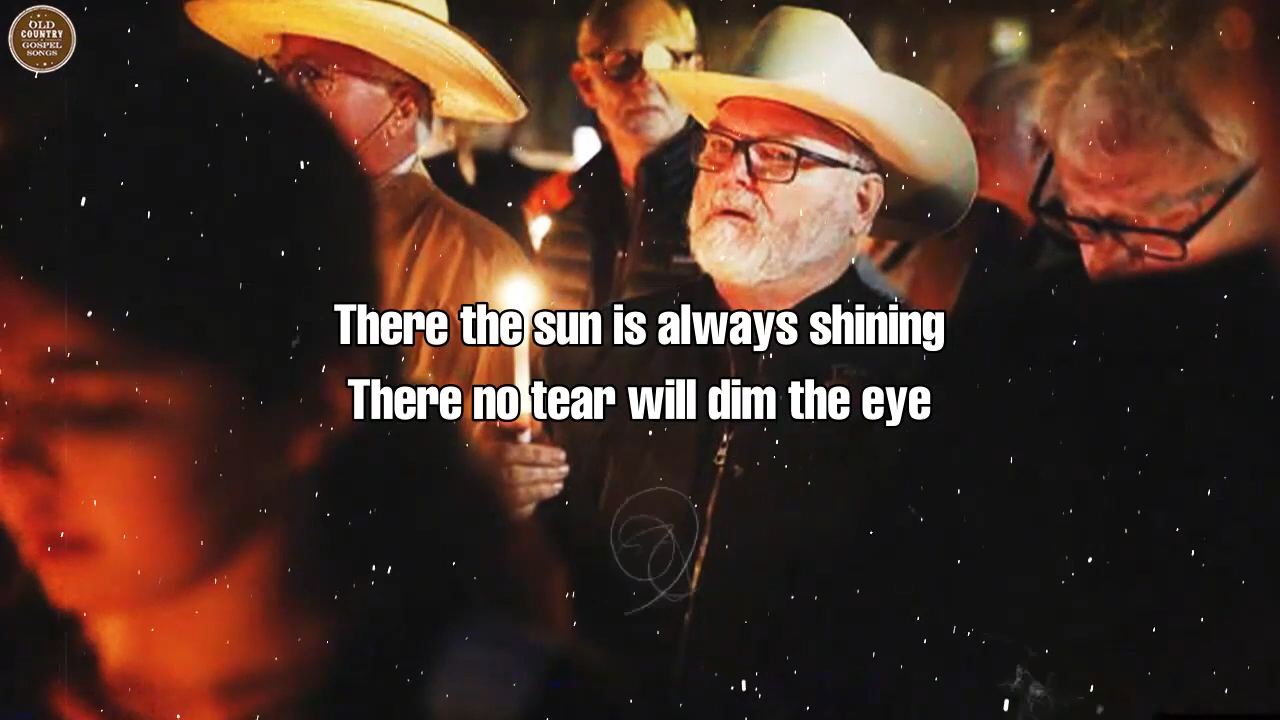 OLD
COUNTRY
GOSPEL
SONGS
There the sun is always shining
There no tear will dim the eye